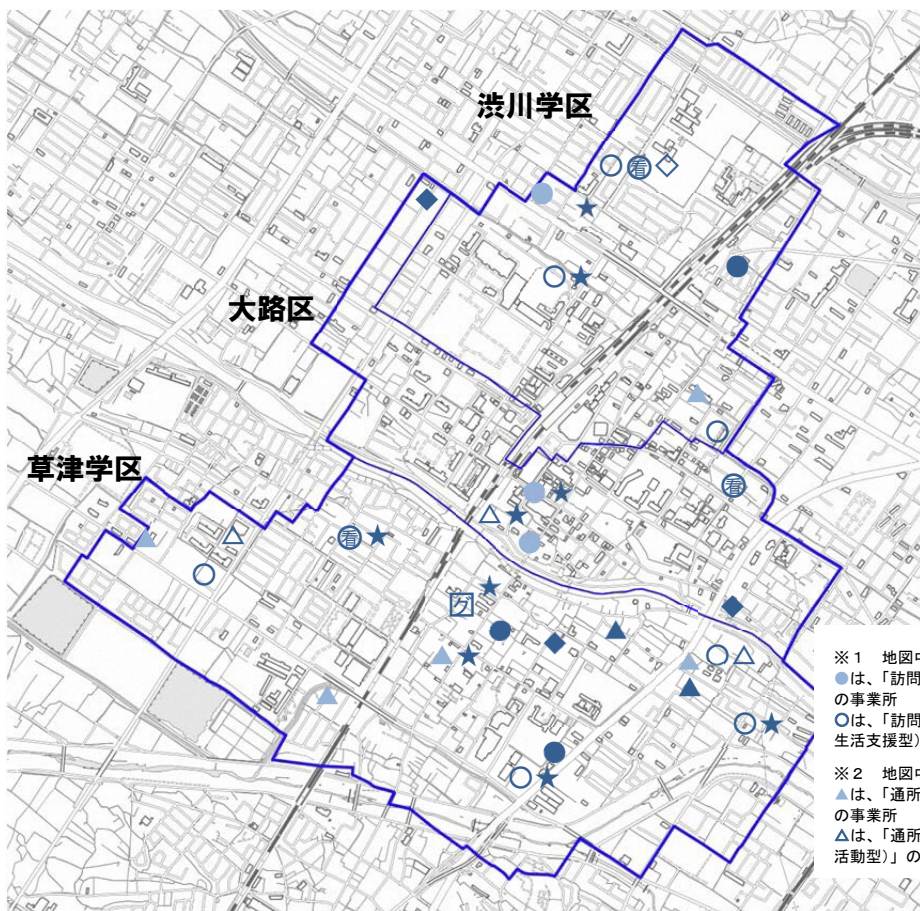 渋川学区
看
大路区
草津学区
看
看
グ
※1 地図中
●は、「訪問
の事業所
○は、「訪問
生活支援型）
※2 地図中
▲は、「通所
の事業所
△は、「通所
活動型）」の